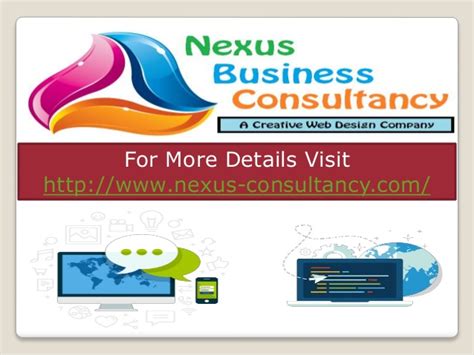 Nexus
Business
Consultancy
A Creative Web Design Company
For More Details Visit
http://www.nexus-consultancy.com/